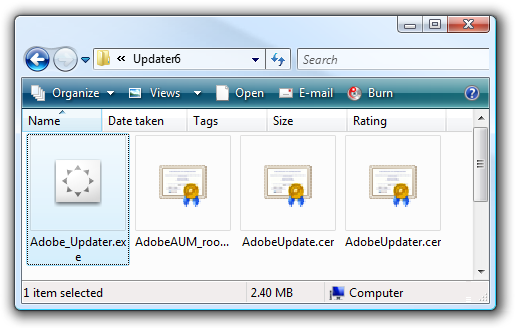 « Updater6
Search
Organize Views Open E-mail Burn
Name Date taken Tags Size Rating
Adobe_Updater.ex
e
AdobeAUM_roo...
AdobeUpdate.cer
AdobeUpdater.cer
1 item selected 2.40 MB Computer